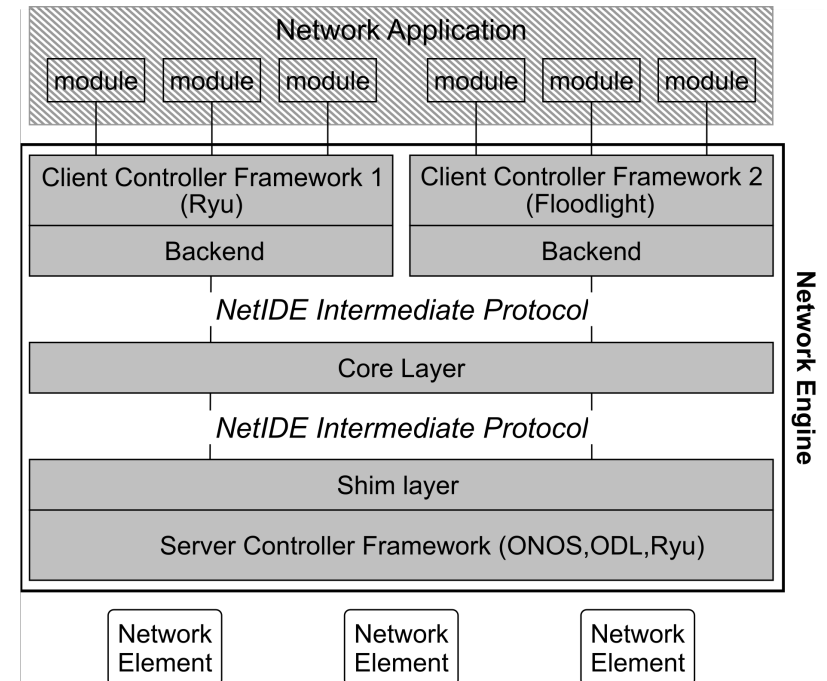 Network Application
module module module module module module
Client Controller Framework 1
(Ryu)
Client Controller Framework 2
(Floodlight)
Backend Backend
NetIDE Intermediate Protocol
Core Layer
NetIDE Intermediate Protocol
Shim layer
Server Controller Framework (ONOS,ODL,Ryu)
Network Engine
Network
Element
Network
Element
Network
Element